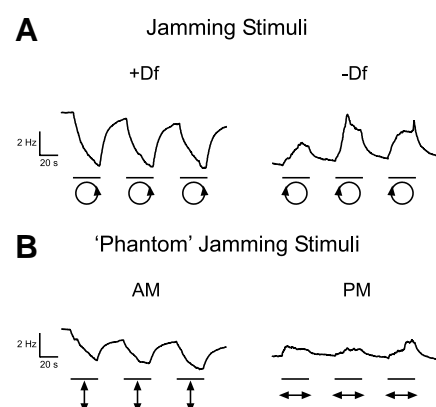 A Jamming Stimuli
+Df -Df
2 Hz
20 s
B 'Phantom' Jamming Stimuli
AM PM
2 Hz
20 s